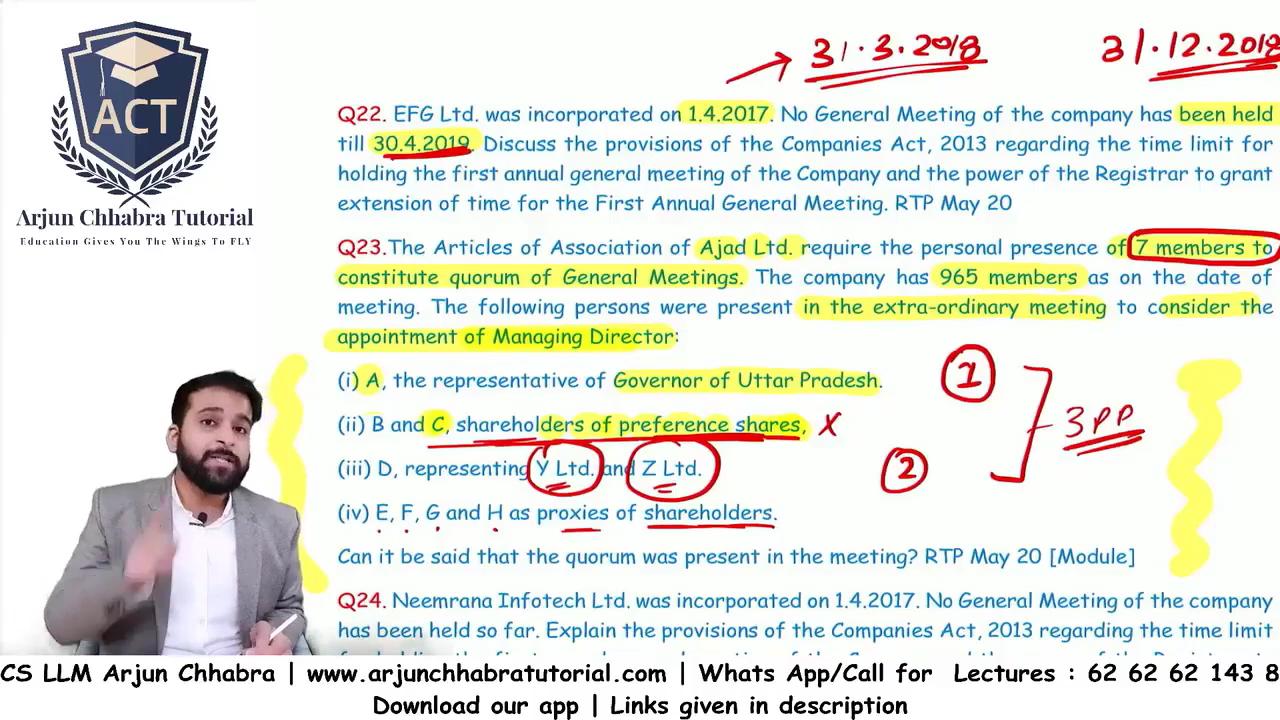 31.3.2018
31.12.2018
ACT
Arjun Chhabra Tutorial
Education Gives You The Wings To FLY
Q22. EFG Ltd. was incorporated on 1.4.2017. No General Meeting of the company has been held
till 30.4.2019. Discuss the provisions of the Companies Act, 2013 regarding the time limit for
holding the first annual general meeting of the Company and the power of the Registrar to grant
extension of time for the First Annual General Meeting. RTP May 20
Q23.The Articles of Association of Ajad Ltd. require the personal presence of 7 members to
constitute quorum of General Meetings. The company has 965 members as on the date of
meeting. The following persons were present in the extra-ordinary meeting to consider the
appointment of Managing Director:
(i) A, the representative of Governor of Uttar Pradesh.
1
(ii) B and C, shareholders of preference shares, X
3PP
(iii) D, representing Y Ltd. and Z Ltd.
2
(iv) E, F, G and H as proxies of shareholders.
Can it be said that the quorum was present in the meeting? RTP May 20 [Module]
Q24. Neemrana Infotech Ltd. was incorporated on 1.4.2017. No General Meeting of the company
has been held so far. Explain the provisions of the Companies Act, 2013 regarding the time limit
CS LLM Arjun Chhabra | www.arjunchhabratutorial.com | Whats App/Call for Lectures : 62 62 62 143 8
Download our app | Links given in description